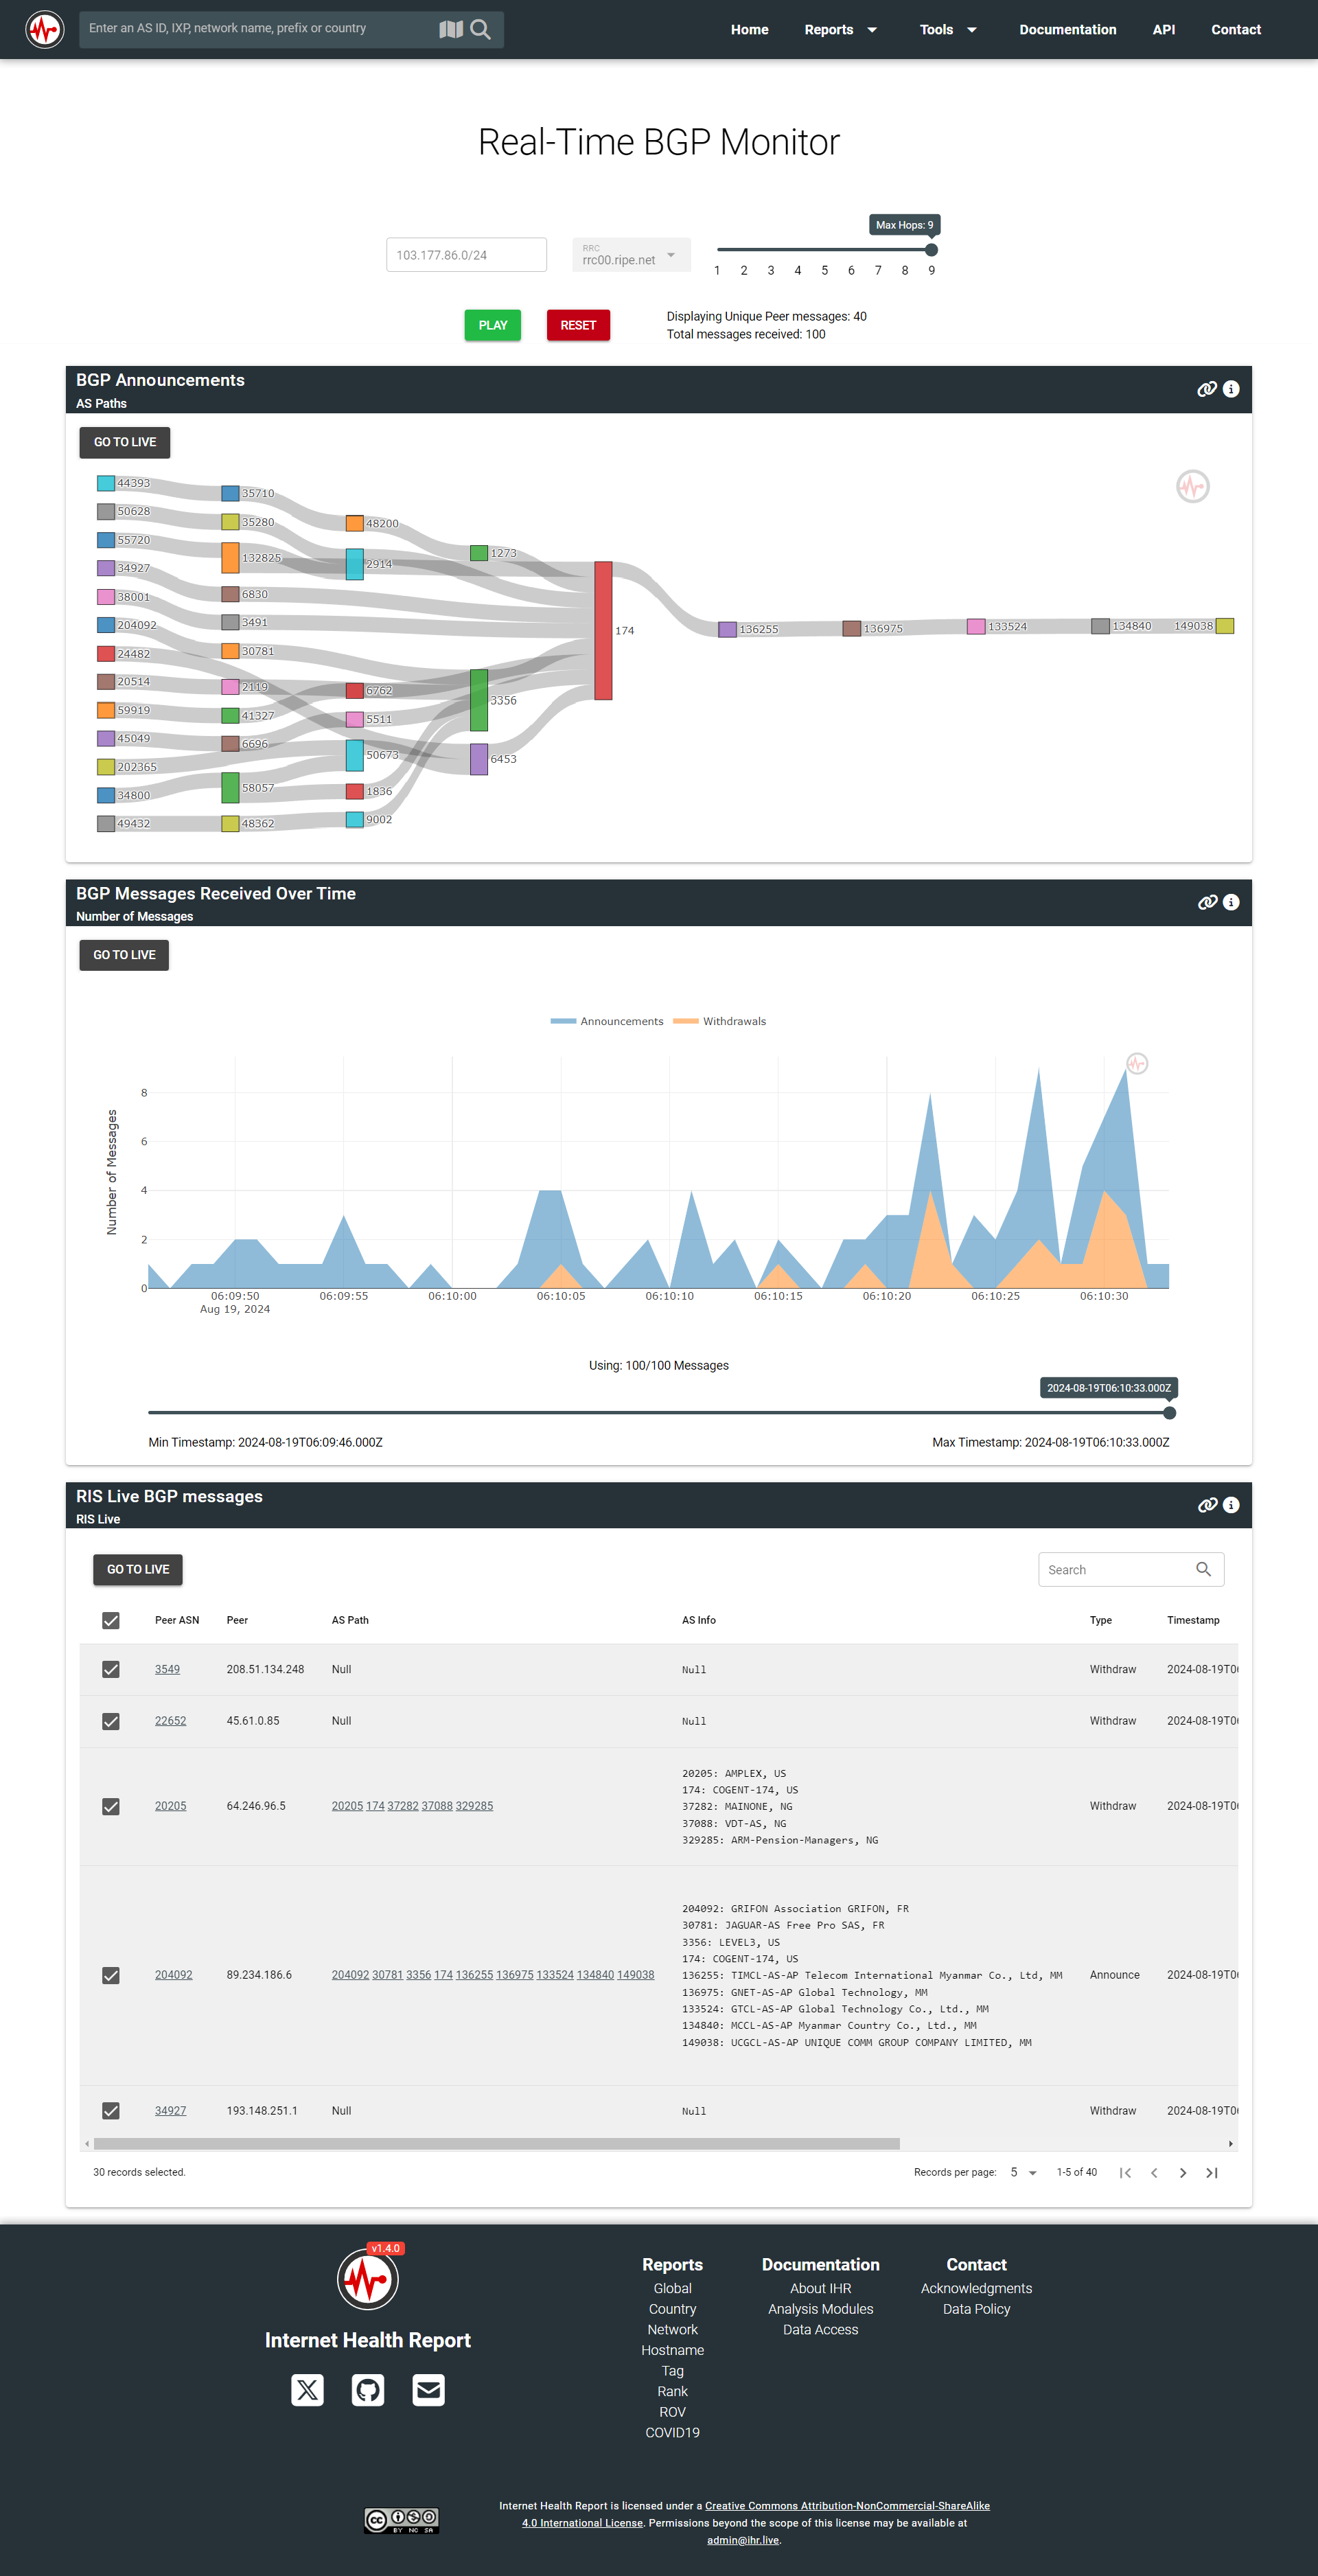 Enter an AS ID, IXP, network name, prefix or country
Home
Reports
Tools
Documentation
API
Contact
Real-Time BGP Monitor
103.177.86.0/24
RRC
rrc00.ripe.net
Max Hops: 9
1 2 3 4 5 6 7 8 9
PLAY
RESET
Displaying Unique Peer messages: 40
Total messages received: 100
BGP Announcements
AS Paths
GO TO LIVE
44393
50628
55720
34927
38001
204092
24482
20514
59919
45049
202365
34800
49432
35710
35280
132825
6830
3491
30781
2119
41327
6696
58057
48362
48200
2914
6762
5511
50673
1836
9002
1273
3356
6453
174
136255
136975
133524
134840
149038
BGP Messages Received Over Time
Number of Messages
GO TO LIVE
Announcements
Withdrawals
Number of Messages
8
6
4
2
0
06:09:50 06:09:55 06:10:00 06:10:05 06:10:10 06:10:15 06:10:20 06:10:25 06:10:30
Aug 19, 2024
Using: 100/100 Messages
2024-08-19T06:10:33.000Z
Min Timestamp: 2024-08-19T06:09:46.000Z
Max Timestamp: 2024-08-19T06:10:33.000Z
RIS Live BGP messages
RIS Live
GO TO LIVE
Search
Peer ASN Peer AS Path AS Info Type Timestamp
3549 208.51.134.248 Null Null Withdraw 2024-08-19T0
22652 45.61.0.85 Null Null Withdraw 2024-08-19T0
20205 64.246.96.5 20205 174 37282 37088 329285
20205: AMPLEX, US
174: COGENT-174, US
37282: MAINONE, NG
37088: VDT-AS, NG
329285: ARM-Pension-Managers, NG
Withdraw 2024-08-19T0
204092 89.234.186.6 204092 30781 3356 174 136255 136975 133524 134840 149038
204092: GRIFON Association GRIFON, FR
30781: JAGUAR-AS Free Pro SAS, FR
3356: LEVEL3, US
174: COGENT-174, US
136255: TIMCL-AS-AP Telecom International Myanmar Co., Ltd, MM
136975: GNET-AS-AP Global Technology, MM
133524: GTCL-AS-AP Global Technology Co., Ltd., MM
134840: MCCL-AS-AP Myanmar Country Co., Ltd., MM
149038: UCGCL-AS-AP UNIQUE COMM GROUP COMPANY LIMITED, MM
Announce 2024-08-19T0
34927 193.148.251.1 Null Null Withdraw 2024-08-19T0
30 records selected.
Records per page: 5
1-5 of 40
v1.4.0
Internet Health Report
Reports
Global
Country
Network
Hostname
Tag
Rank
ROV
COVID19
Documentation
About IHR
Analysis Modules
Data Access
Contact
Acknowledgments
Data Policy
cc
BY NC SA
Internet Health Report is licensed under a Creative Commons Attribution-NonCommercial-ShareAlike
4.0 International License. Permissions beyond the scope of this license may be available at
admin@ihr.live.